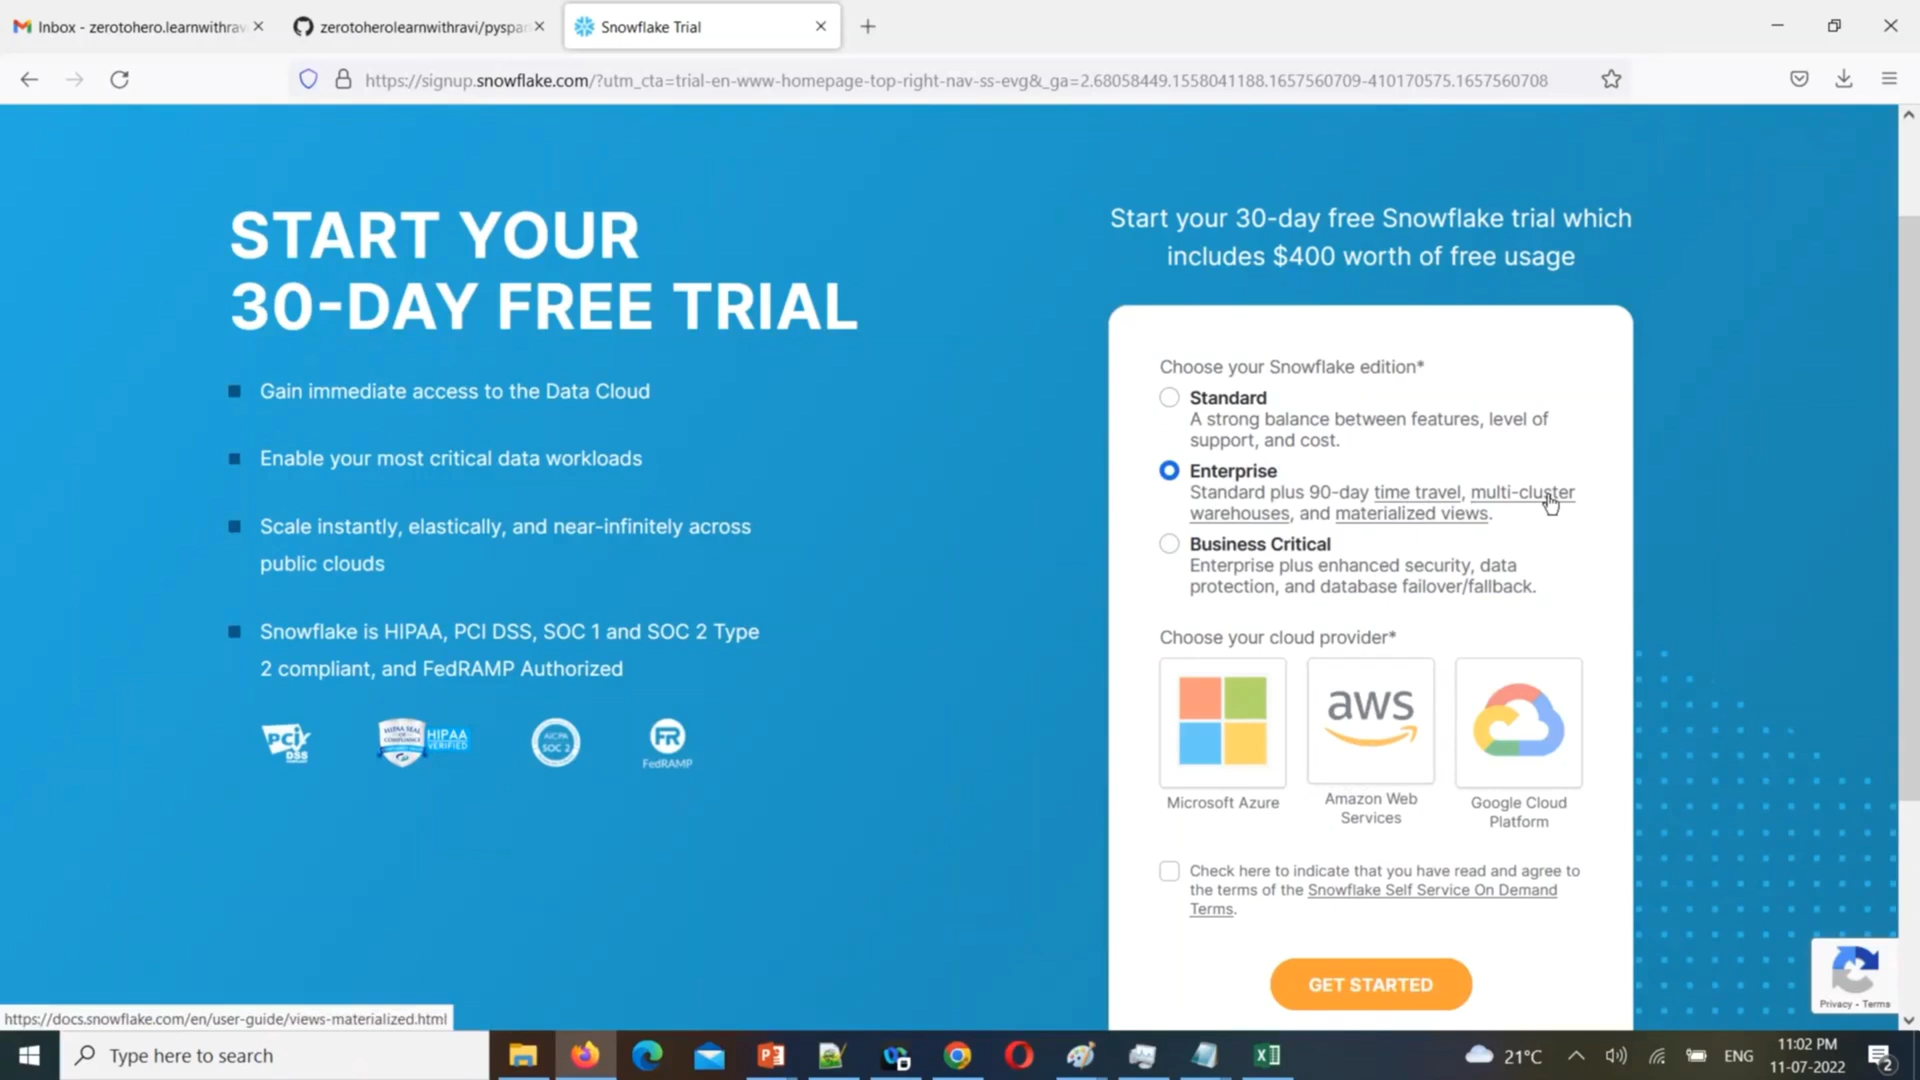 Inbox - zerotohero.learnwithrav
zerotoherolearnwithravi/pyspar
Snowflake Trial
https://signup.snowflake.com/?utm_cta=trial-en-www-homepage-top-right-nav-ss-evg&_ga=2.68058449.1558041188.1657560709-410170575.1657560708
START YOUR
30-DAY FREE TRIAL
Gain immediate access to the Data Cloud
Enable your most critical data workloads
Scale instantly, elastically, and near-infinitely across
public clouds
Snowflake is HIPAA, PCI DSS, SOC 1 and SOC 2 Type
2 compliant, and FedRAMP Authorized
PCI
DSS
HIPAA
VERIFIED
AICPA
SOC 2
FR
FedRAMP
Start your 30-day free Snowflake trial which
includes $400 worth of free usage
Choose your Snowflake edition*
Standard
A strong balance between features, level of
support, and cost.
Enterprise
Standard plus 90-day time travel, multi-cluster
warehouses, and materialized views.
Business Critical
Enterprise plus enhanced security, data
protection, and database failover/fallback.
Choose your cloud provider*
aws
Microsoft Azure
Amazon Web
Services
Google Cloud
Platform
Check here to indicate that you have read and agree to
the terms of the Snowflake Self Service On Demand
Terms.
GET STARTED
Privacy - Terms
https://docs.snowflake.com/en/user-guide/views-materialized.html
Type here to search
21°C
ENG
11:02 PM
11-07-2022
2